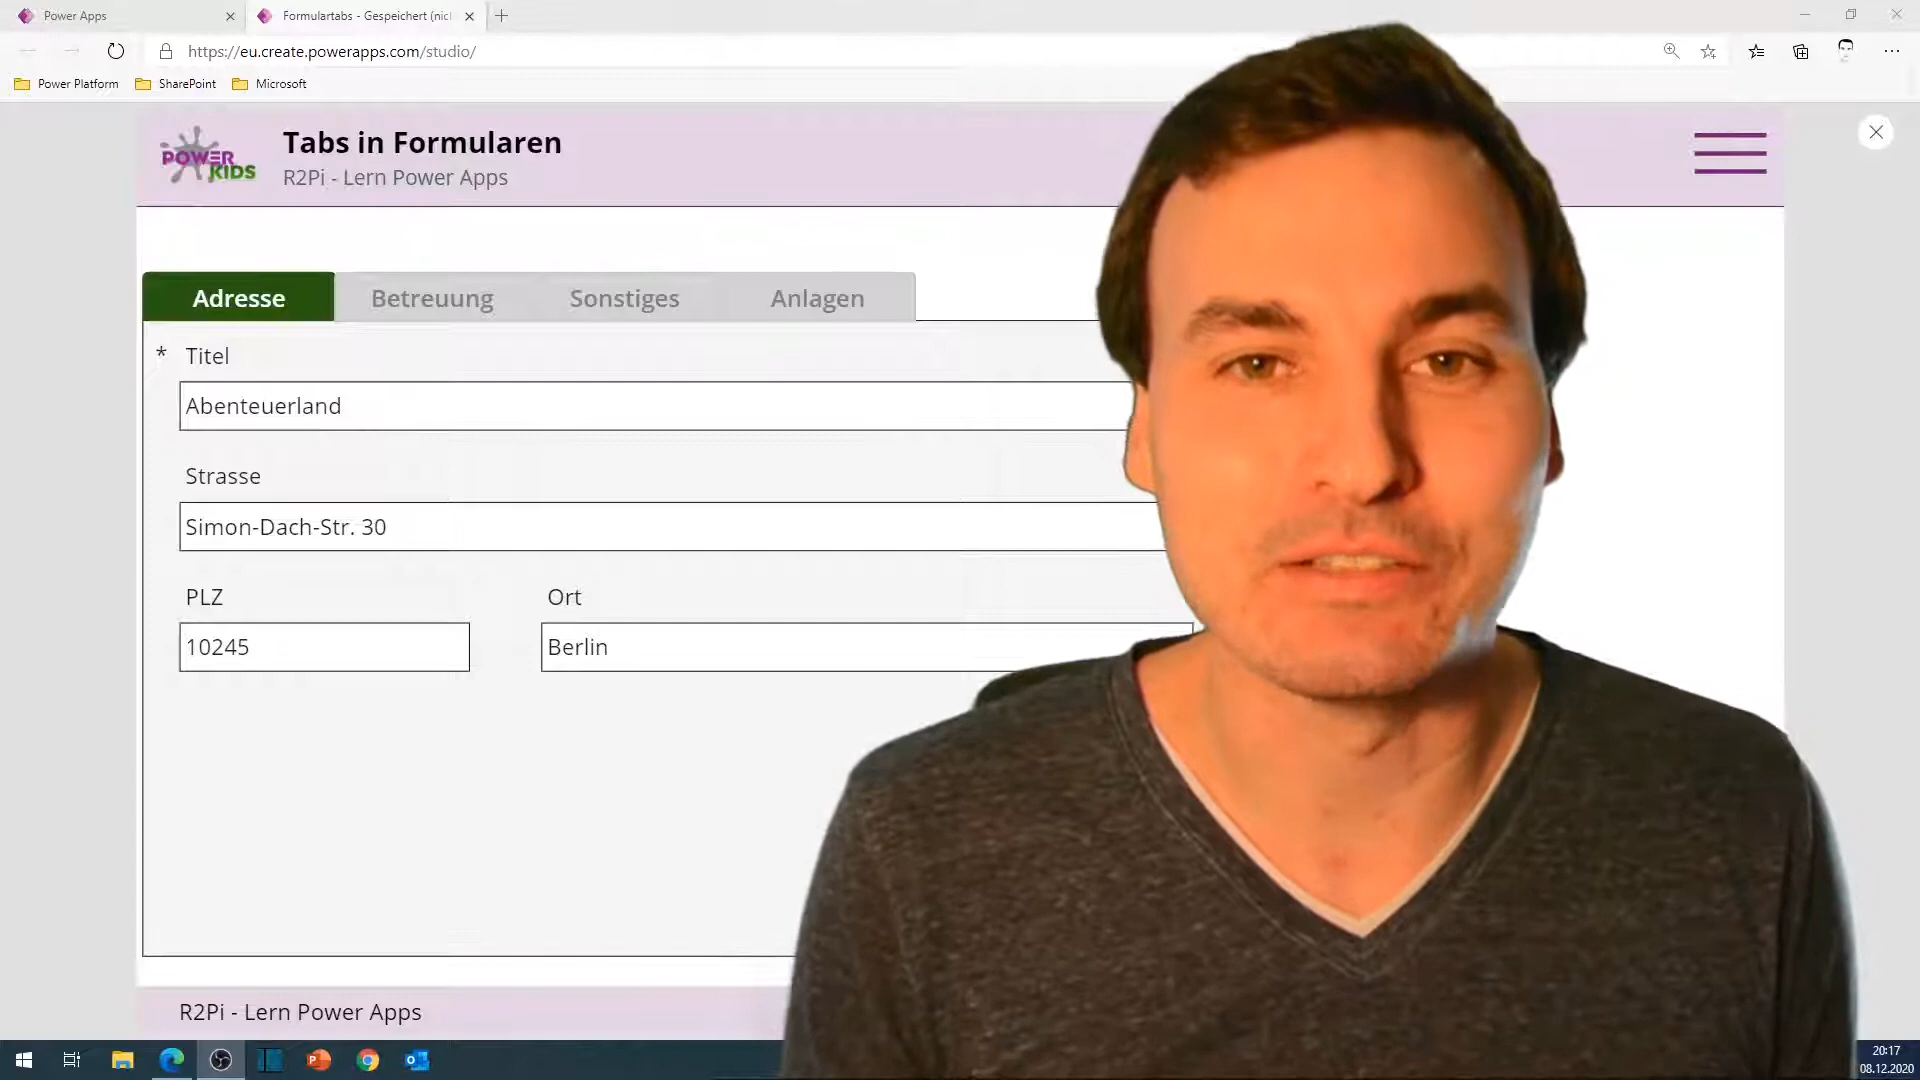 Power Apps
Formulartabs - Gespeichert (nic
https://eu.create.powerapps.com/studio/
Power Platform
SharePoint
Microsoft
POWER
KIDS
Tabs in Formularen
R2Pi - Lern Power Apps
Adresse
Betreuung
Sonstiges
Anlagen
* Titel
Abenteuerland
Strasse
Simon-Dach-Str. 30
PLZ
Ort
10245
Berlin
R2Pi - Lern Power Apps
20:17
08.12.2020